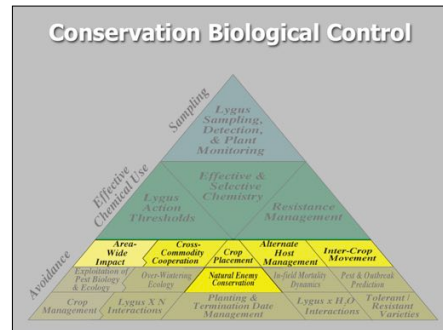 Conservation Biological Control
Sampling
Lygus
Sampling,
Detection,
& Plant
Monitoring
Effective
Chemical Use
Lygus
Action
Thresholds
Effective &
Selective
Chemistry
Resistance
Management
Avoidance
Area-
Wide
Impact
Cross-
Commodity
Cooperation
Crop
Placement
Alternate
Host
Management
Inter-Crop
Movement
Exploitation of
Pest Biology
& Ecology
Over-Wintering
Ecology
Natural Enemy
Conservation
In-field Mortality
Dynamics
Pest & Outbreak
Prediction
Crop
Management
Lygus X N
Interactions
Planting &
Termination Date
Management
Lygus x H₂O
Interactions
Tolerant /
Resistant
Varieties